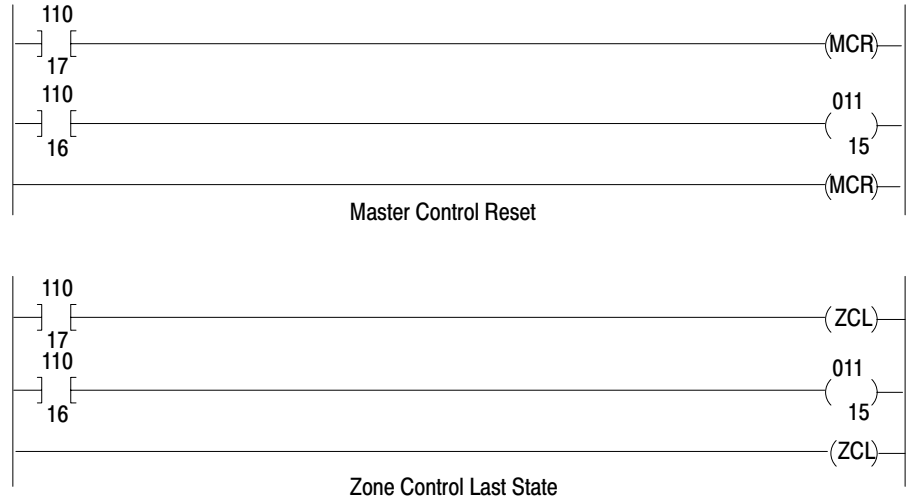 110
(MCR)
17
110
011
16
15
(MCR)
Master Control Reset
110
(ZCL)
17
110
011
16
15
(ZCL)
Zone Control Last State